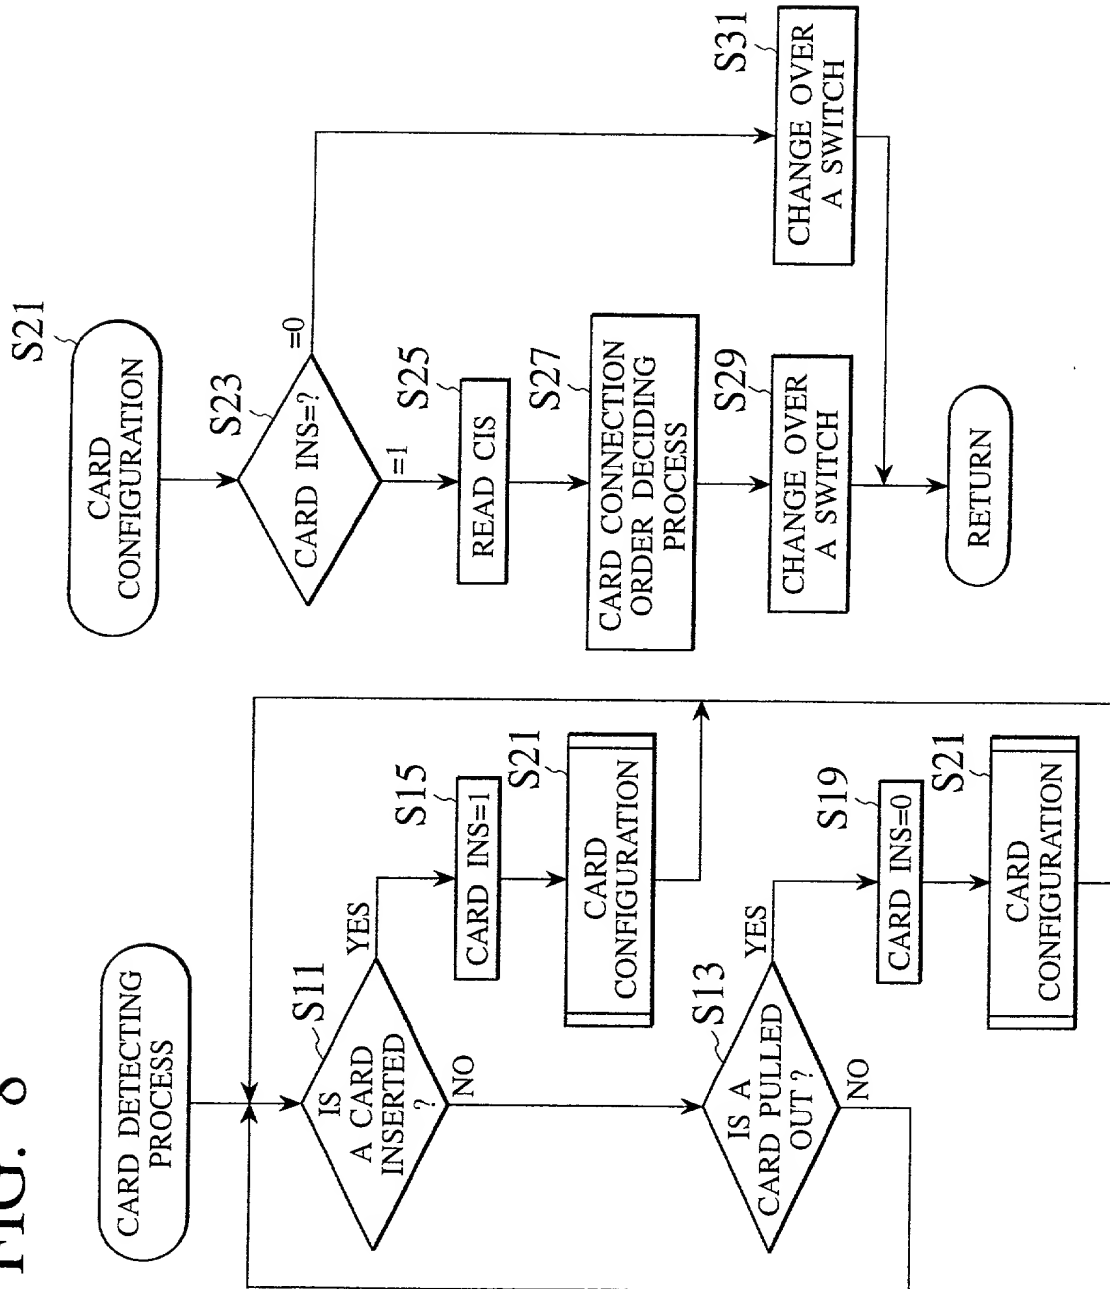 FIG. 8
CARD DETECTING
PROCESS
S11
IS
A CARD
INSERTED
?
YES
NO
S15
CARD INS=1
S21
CARD
CONFIGURATION
S13
IS A
CARD PULLED
OUT ?
YES
NO
S19
CARD INS=0
S21
CARD
CONFIGURATION
S21
CARD
CONFIGURATION
S23
CARD INS=?
=0
=1
S25
READ CIS
S27
CARD CONNECTION
ORDER DECIDING
PROCESS
S29
CHANGE OVER
A SWITCH
S31
CHANGE OVER
A SWITCH
RETURN